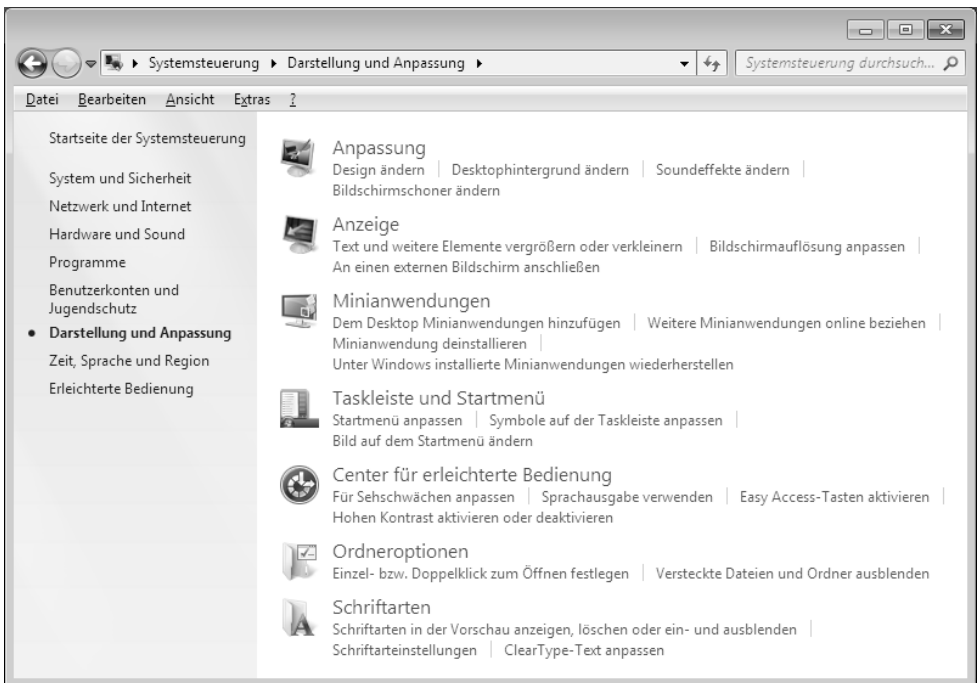 Systemsteuerung Darstellung und Anpassung Systemsteuerung durchsuch...
Datei Bearbeiten Ansicht Extras ?
Startseite der Systemsteuerung
System und Sicherheit
Netzwerk und Internet
Hardware und Sound
Programme
Benutzerkonten und
Jugendschutz
Darstellung und Anpassung
Zeit, Sprache und Region
Erleichterte Bedienung
Anpassung
Design ändern Desktophintergrund ändern Soundeffekte ändern
Bildschirmschoner ändern
Anzeige
Text und weitere Elemente vergrößern oder verkleinern Bildschirmauflösung anpassen
An einen externen Bildschirm anschließen
Minianwendungen
Dem Desktop Minianwendungen hinzufügen Weitere Minianwendungen online beziehen
Minianwendung deinstallieren
Unter Windows installierte Minianwendungen wiederherstellen
Taskleiste und Startmenü
Startmenü anpassen Symbole auf der Taskleiste anpassen
Bild auf dem Startmenü ändern
Center für erleichterte Bedienung
Für Sehschwächen anpassen Sprachausgabe verwenden Easy Access-Tasten aktivieren
Hohen Kontrast aktivieren oder deaktivieren
Ordneroptionen
Einzel- bzw. Doppelklick zum Öffnen festlegen Versteckte Dateien und Ordner ausblenden
Schriftarten
Schriftarten in der Vorschau anzeigen, löschen oder ein- und ausblenden
Schriftarteinstellungen ClearType-Text anpassen